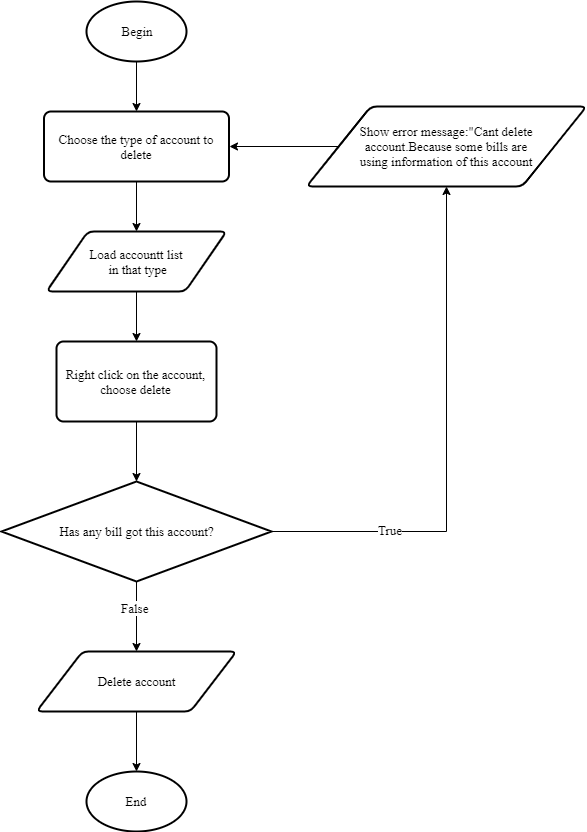 Begin
Choose the type of account to
delete
Show error message:"Cant delete
account.Because some bills are
using information of this account
Load accountt list
in that type
Right click on the account,
choose delete
Has any bill got this account?
True
False
Delete account
End